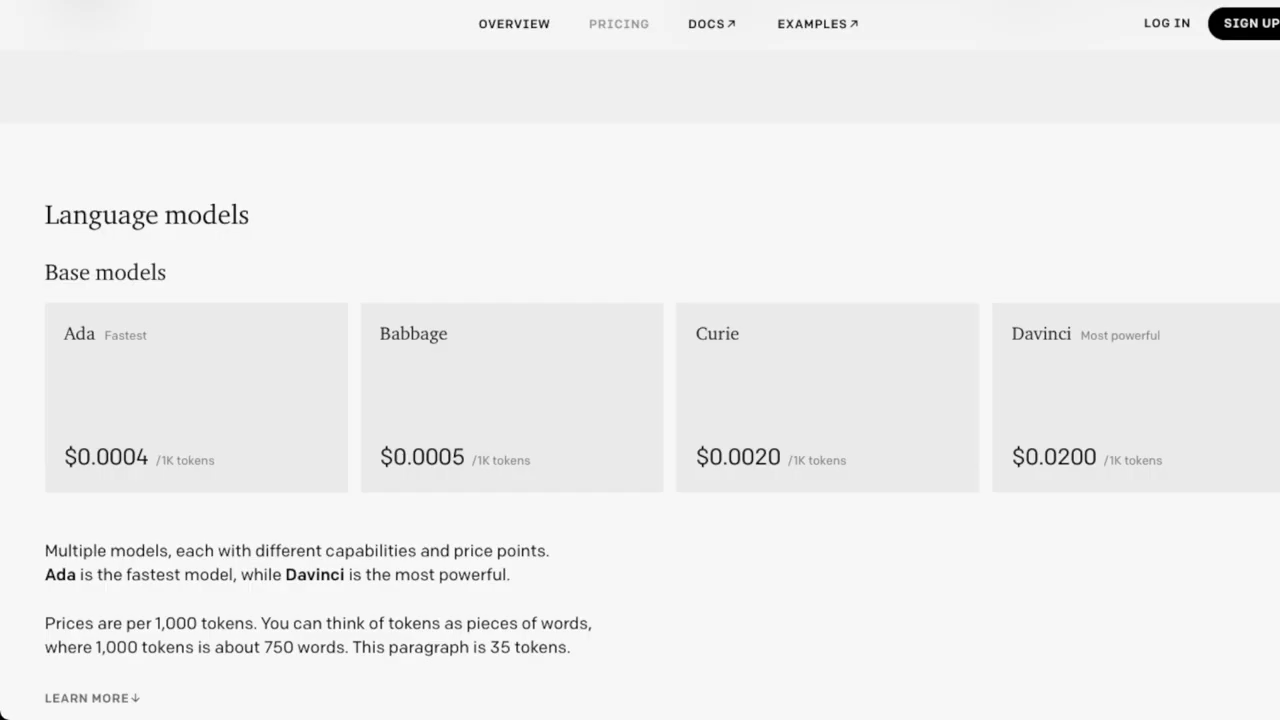 OVERVIEW PRICING DOCS↗ EXAMPLES↗ LOG IN SIGN UP
Language models
Base models
Ada Fastest
$0.0004 /1K tokens
Babbage
$0.0005 /1K tokens
Curie
$0.0020 /1K tokens
Davinci Most powerful
$0.0200 /1K tokens
Multiple models, each with different capabilities and price points.
Ada is the fastest model, while Davinci is the most powerful.
Prices are per 1,000 tokens. You can think of tokens as pieces of words,
where 1,000 tokens is about 750 words. This paragraph is 35 tokens.
LEARN MORE↓